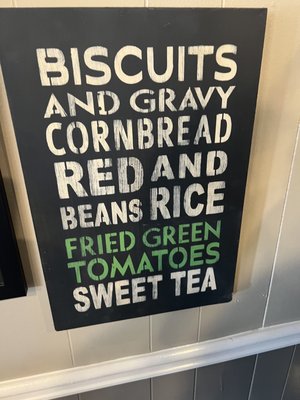 BISCUITS
AND GRAVY
CORNBREAD
RED AND
BEANS RICE
FRIED GREEN
TOMATOES
SWEET TEA